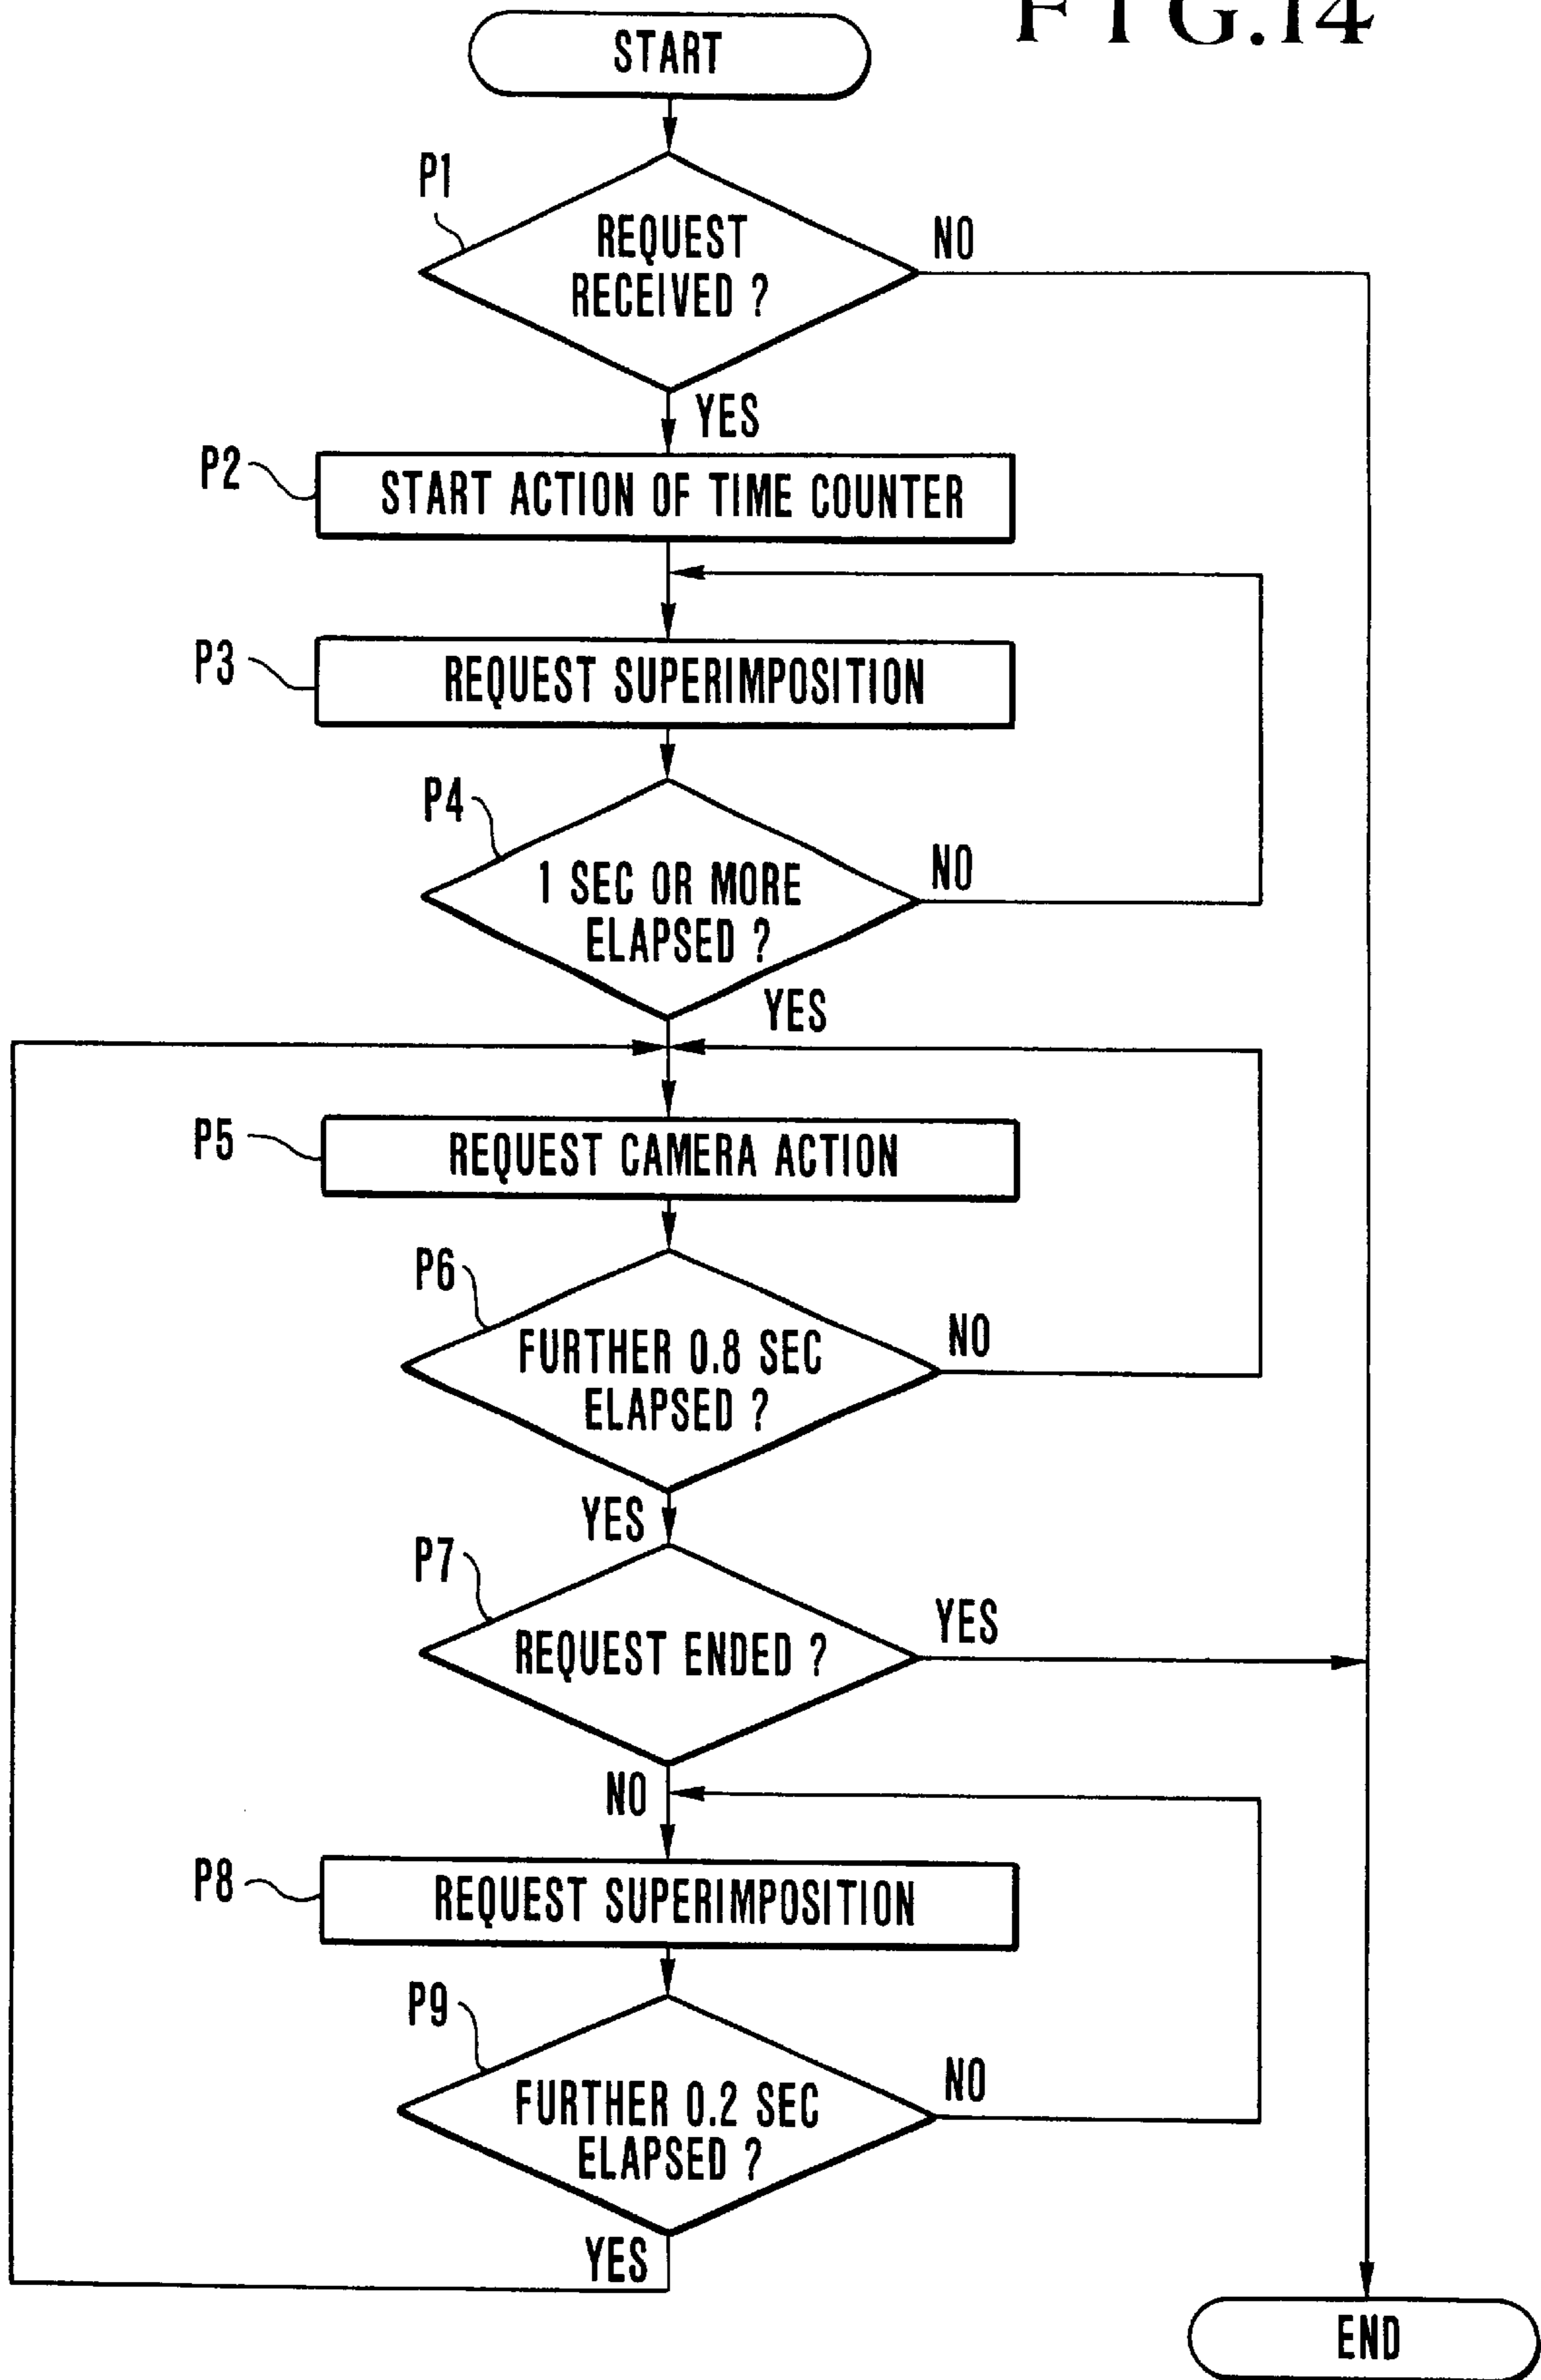 FIG.14
START
P1
REQUEST
RECEIVED ?
NO
YES
P2
START ACTION OF TIME COUNTER
P3
REQUEST SUPERIMPOSITION
P4
1 SEC OR MORE
ELAPSED ?
NO
YES
P5
REQUEST CAMERA ACTION
P6
FURTHER 0.8 SEC
ELAPSED ?
NO
YES
P7
REQUEST ENDED ?
YES
NO
P8
REQUEST SUPERIMPOSITION
P9
FURTHER 0.2 SEC
ELAPSED ?
NO
YES
END